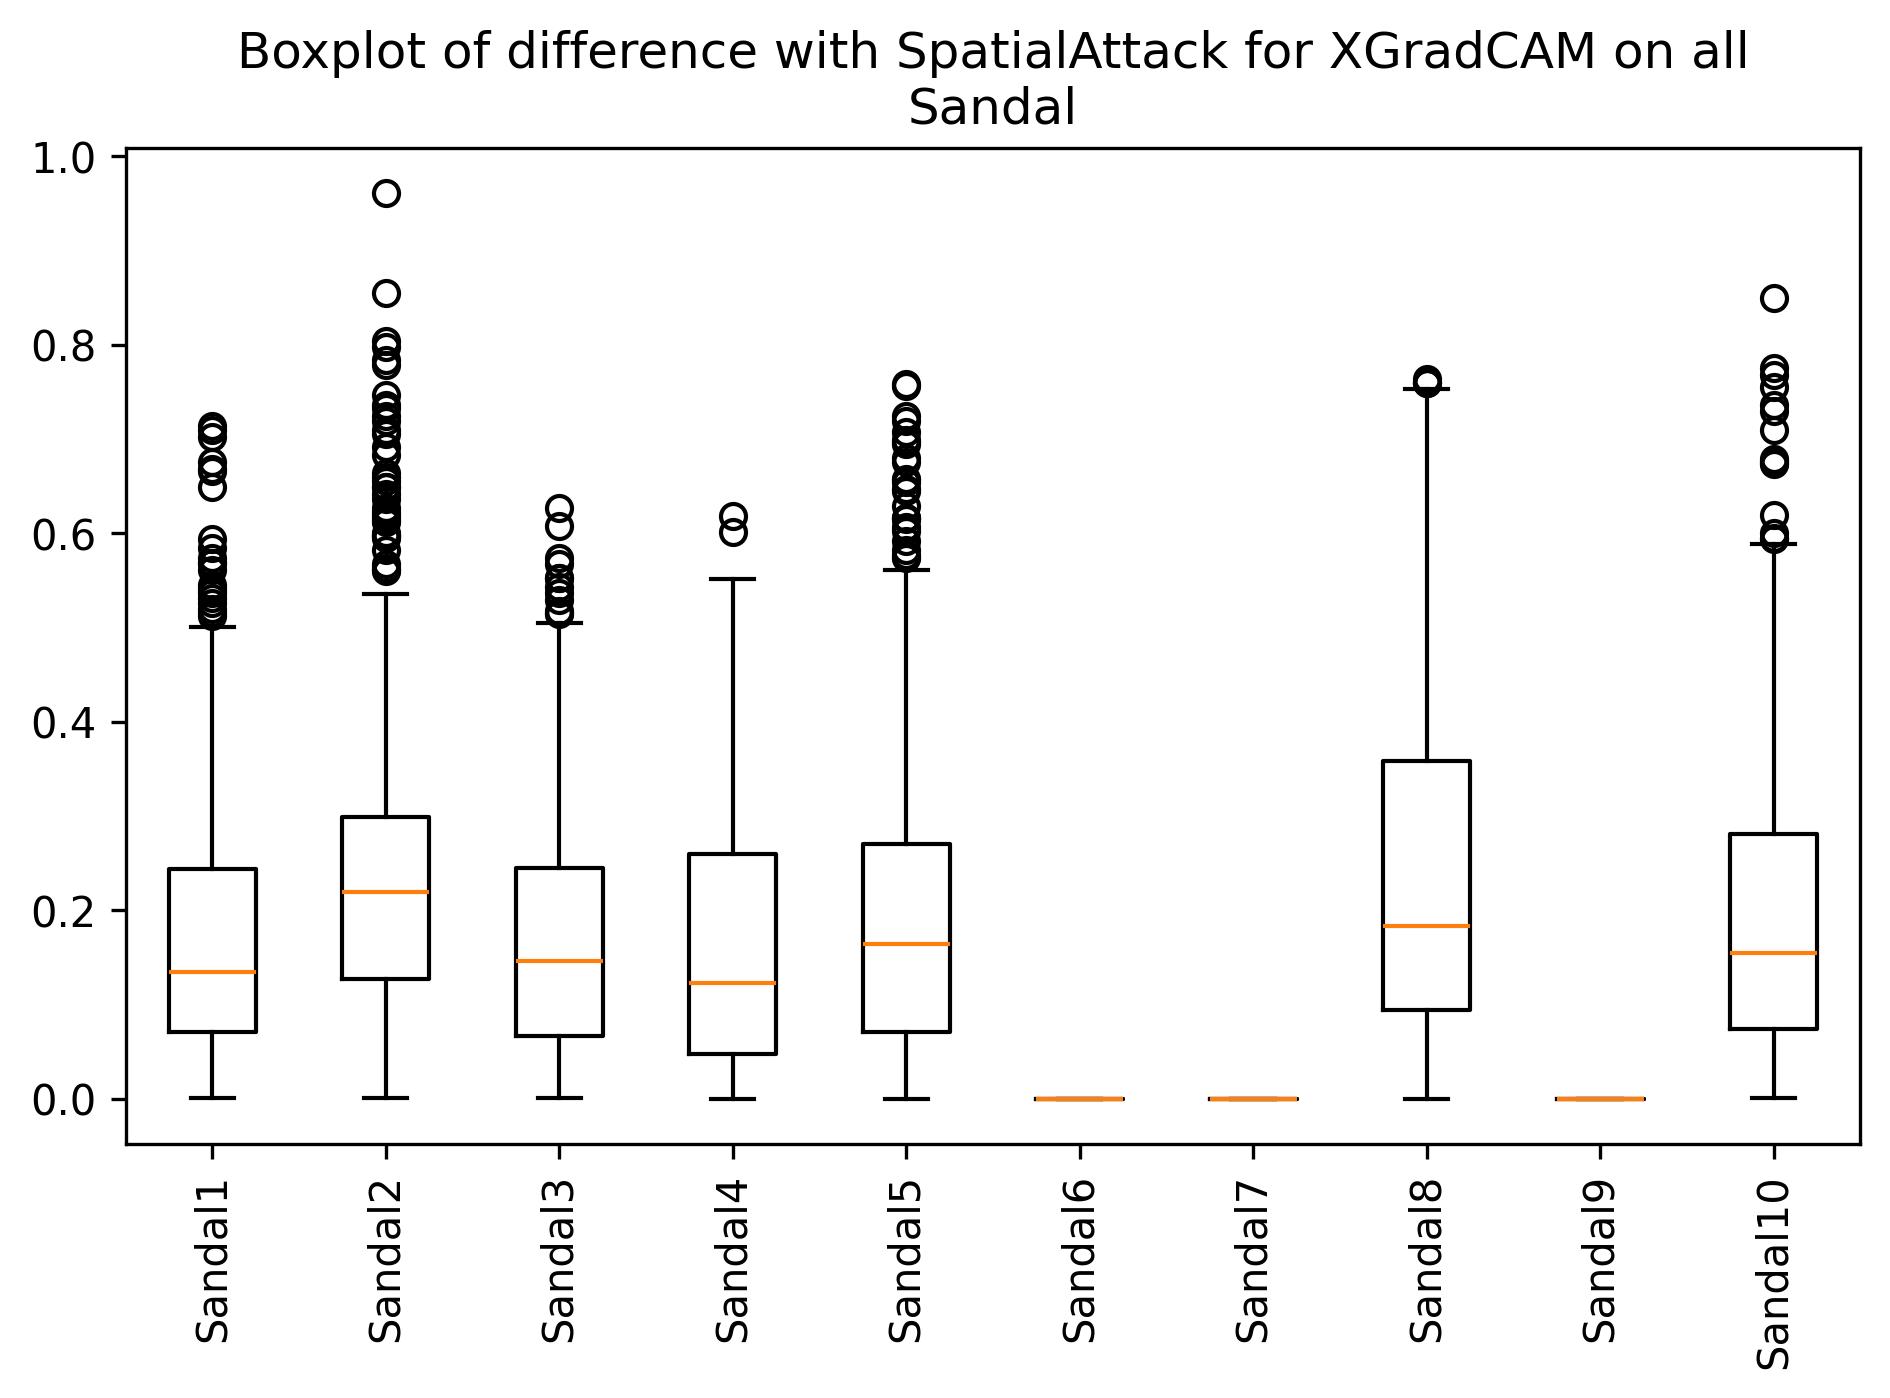 Boxplot of difference with SpatialAttack for XGradCAM on all
Sandal
1.0
0.8
0.6
0.4
0.2
0.0
Sandal1
Sandal2
Sandal3
Sandal4
Sandal5
Sandal6
Sandal7
Sandal8
Sandal9
Sandal10